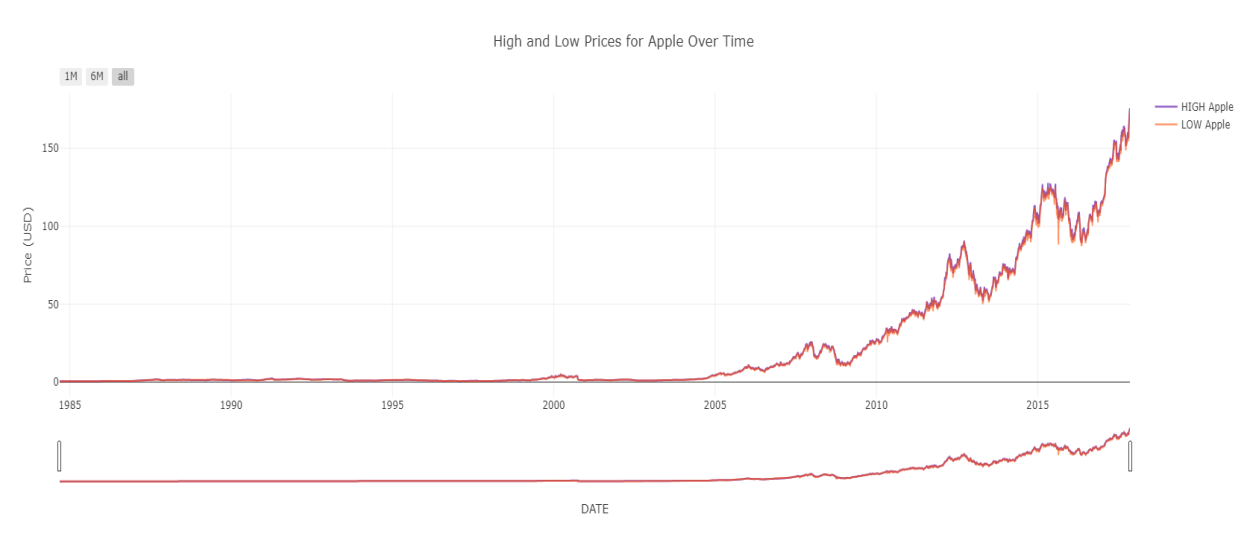 High and Low Prices for Apple Over Time
1M 6M all
HIGH Apple
LOW Apple
150
100
50
0
Price (USD)
1985 1990 1995 2000 2005 2010 2015
DATE